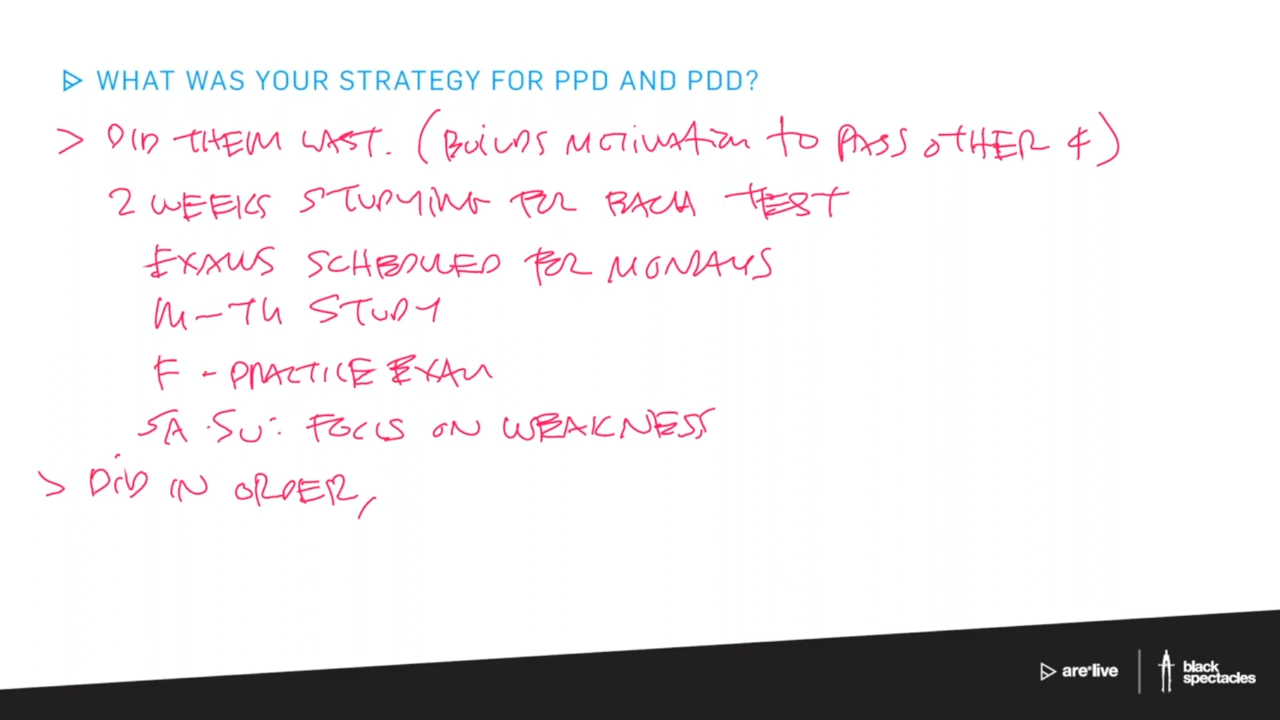 WHAT WAS YOUR STRATEGY FOR PPD AND PDD?
> DID THEM LAST. (BUILDS MOTIVATION TO PASS OTHER 4)
2 WEEKS STUDYING FOR EACH TEST
EXAMS SCHEDULED FOR MONDAYS
M-TH STUDY
F - PRACTICE EXAM
SA-SU: FOCUS ON WEAKNESS
> DID IN ORDER,
are live
black
spectacles